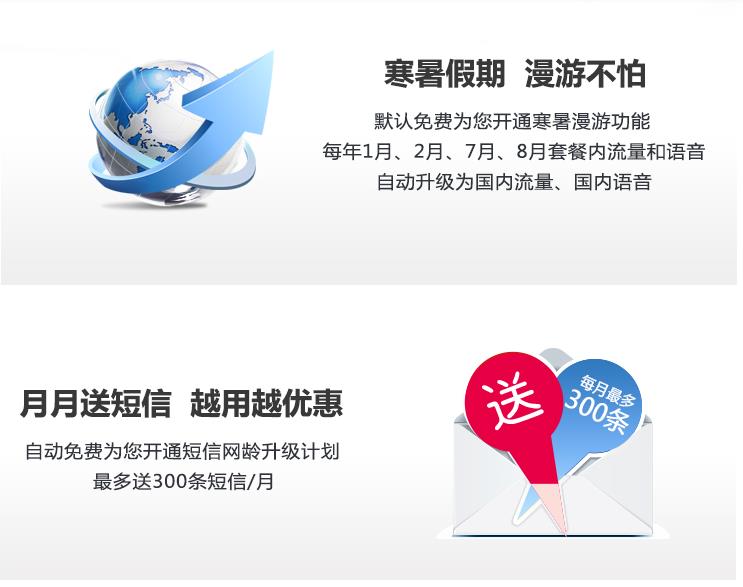 寒暑假期 漫游不怕
默认免费为您开通寒暑漫游功能
每年1月、2月、7月、8月套餐内流量和语音
自动升级为国内流量、国内语音
月月送短信 越用越优惠
自动免费为您开通短信网龄升级计划
最多送300条短信/月
送
每月最多
300条